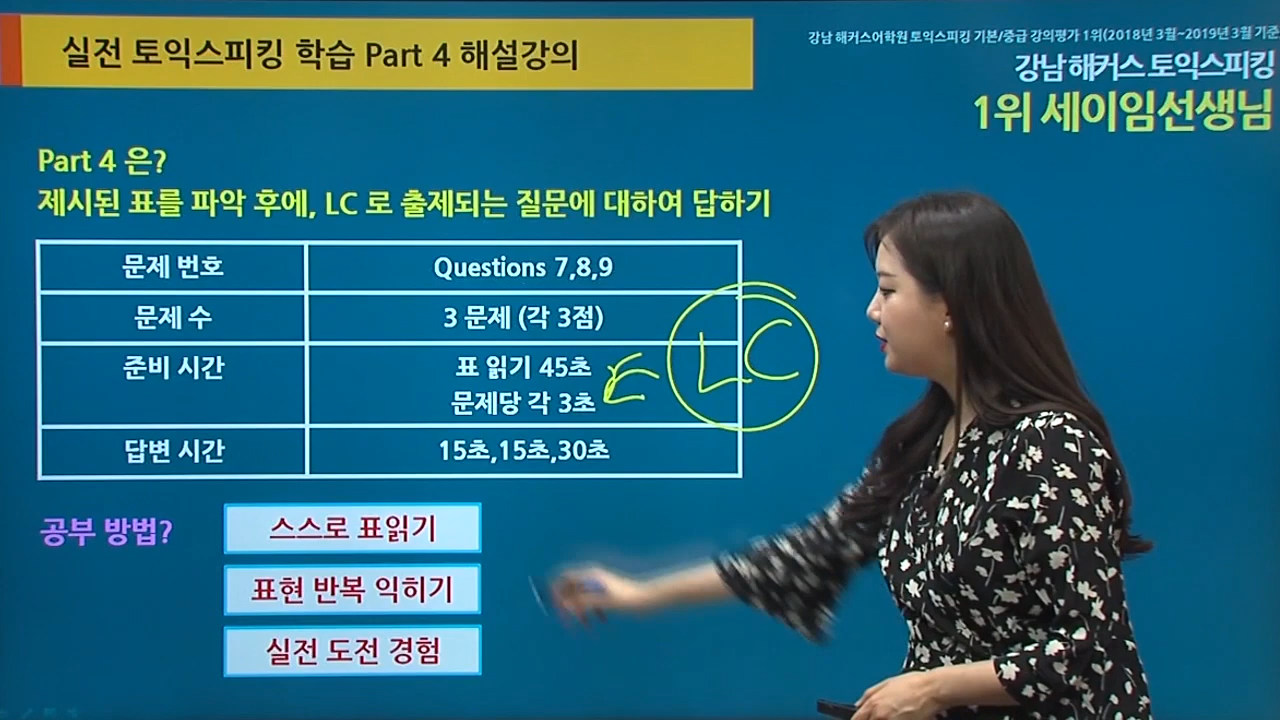 실전 토익스피킹 학습 Part 4 해설강의
강남 해커스어학원 토익스피킹 기본/중급 강의평가 1위(2018년 3월~2019년 3월 기준
강남 해커스 토익스피킹
1위 세이임선생님
Part 4 은?
제시된 표를 파악 후에, LC 로 출제되는 질문에 대하여 답하기
문제 번호 Questions 7,8,9
문제 수 3 문제 (각 3점)
준비 시간 표 읽기 45초
문제당 각 3초
LC
답변 시간 15초,15초,30초
공부 방법? 스스로 표읽기
표현 반복 익히기
실전 도전 경험